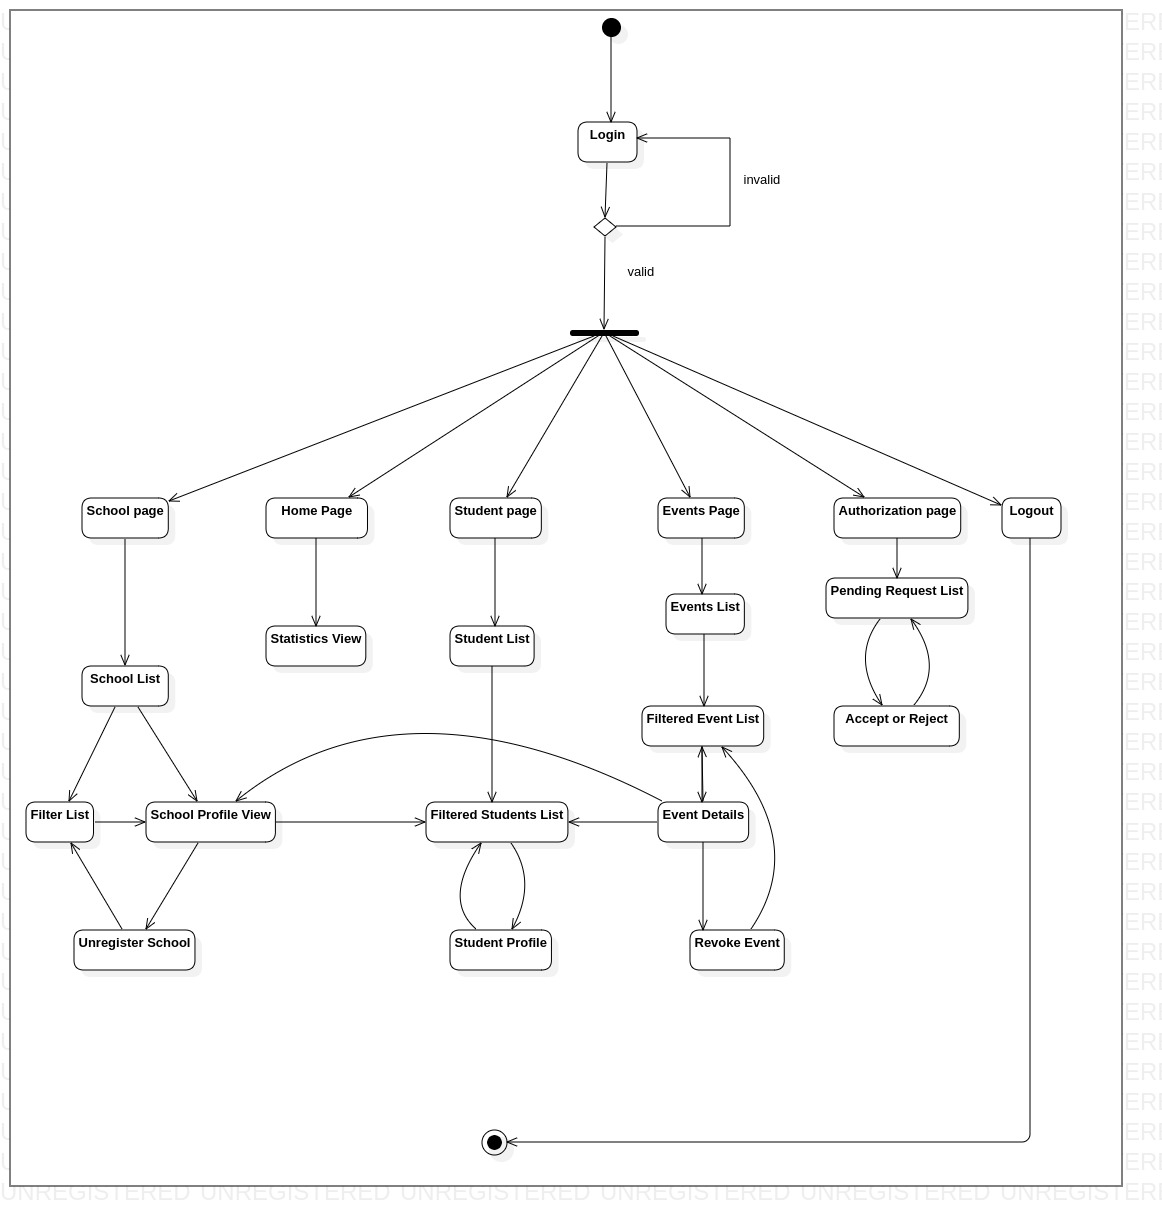 Login
invalid
valid
School page
Home Page
Student page
Events Page
Authorization page
Logout
Pending Request List
Events List
Statistics View
Student List
School List
Filtered Event List
Accept or Reject
Filter List
School Profile View
Filtered Students List
Event Details
Unregister School
Student Profile
Revoke Event
UNREGISTERED UNREGISTERED UNREGISTERED UNREGISTERED UNREGISTERED UNREGISTERED